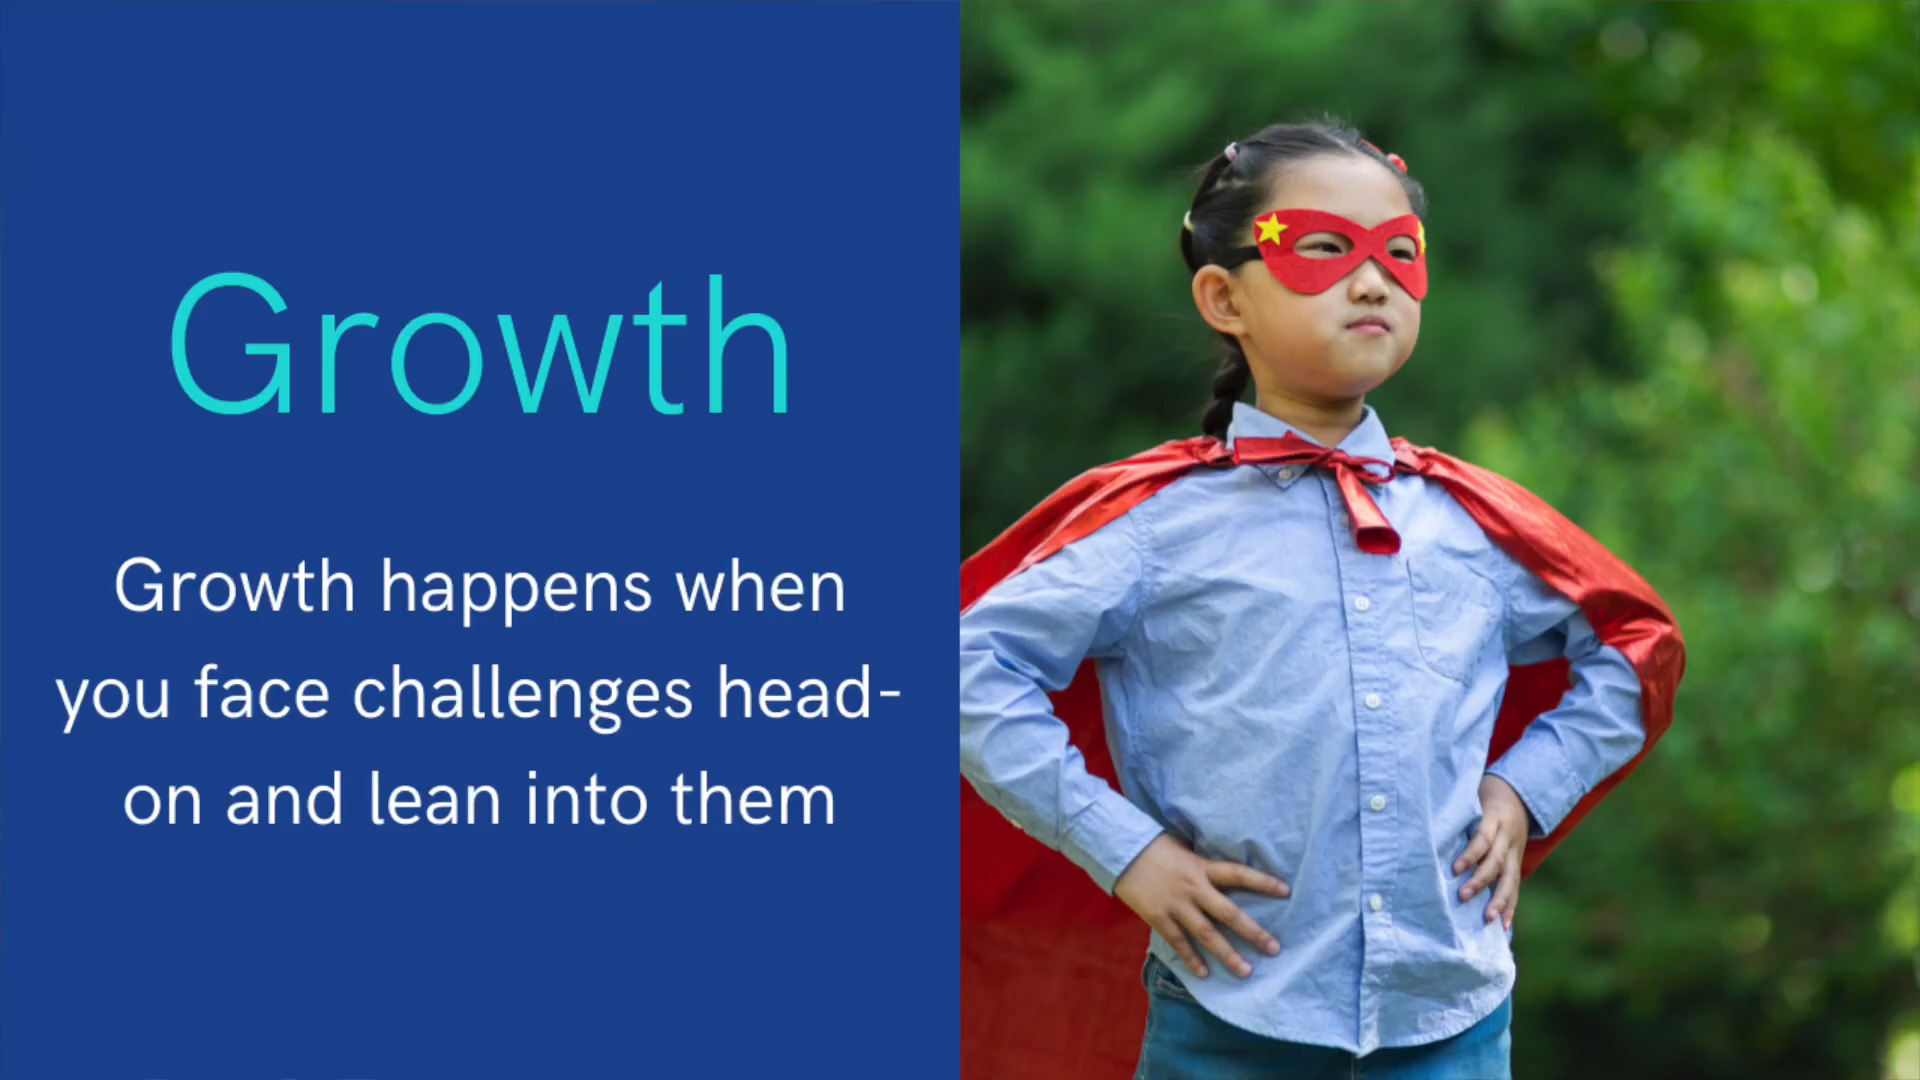 Growth
Growth happens when
you face challenges head-
on and lean into them